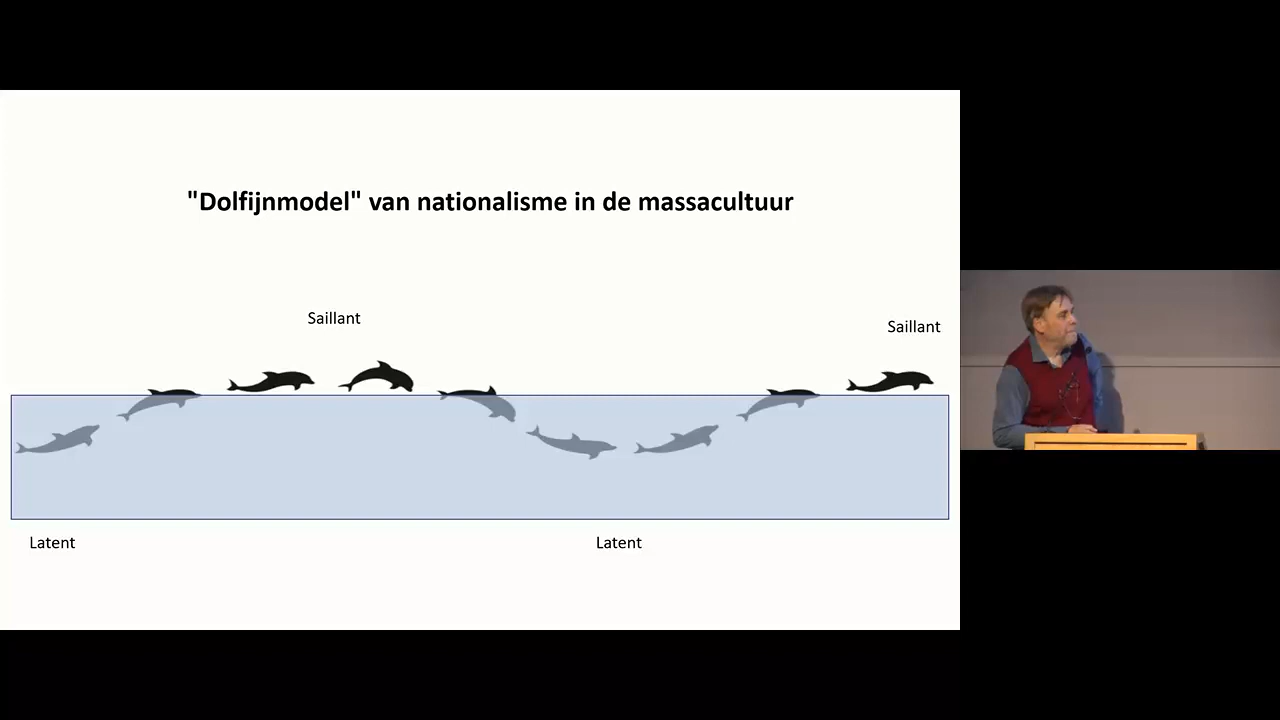 "Dolfijnmodel" van nationalisme in de massacultuur
Saillant
Saillant
Latent
Latent